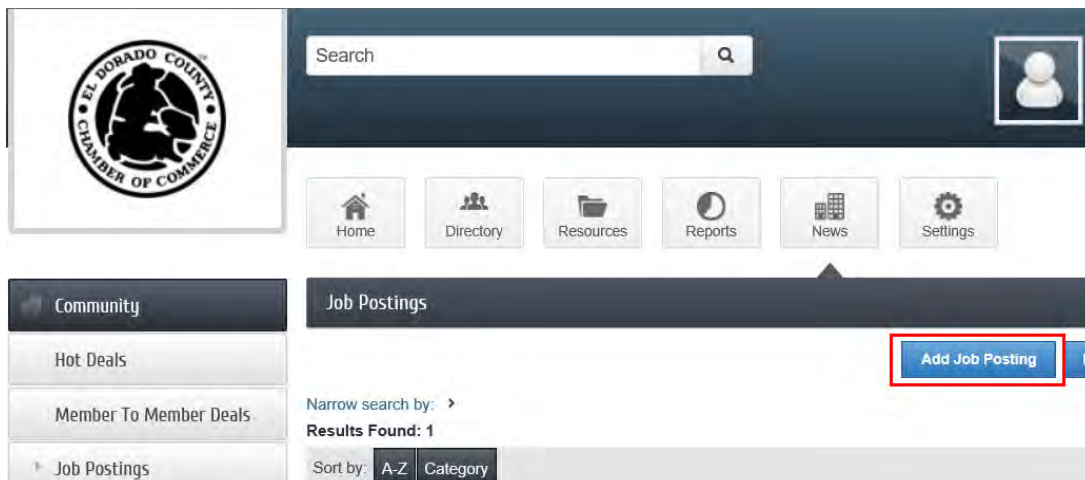 EL DORADO COUNTY
CHAMBER OF COMMERCE
Search
Home
Directory
Resources
Reports
News
Settings
Community
Job Postings
Hot Deals
Add Job Posting
Member To Member Deals
Narrow search by:
Results Found: 1
Job Postings
Sort by: A-Z Category